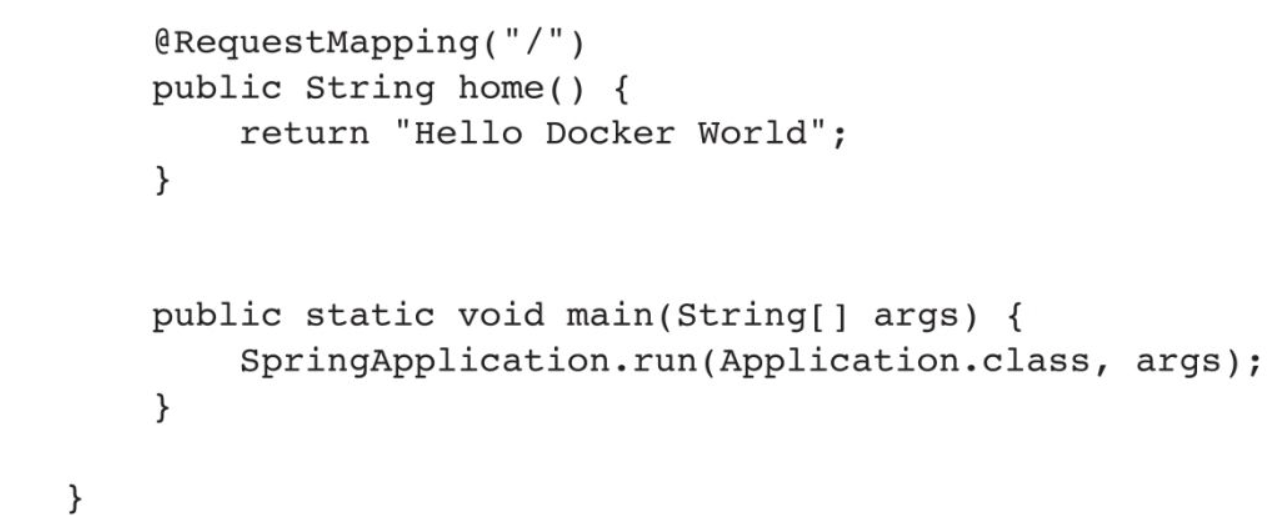 @RequestMapping("/")
public String home() {
return "Hello Docker World";
}
public static void main(String[] args) {
SpringApplication.run(Application.class, args);
}
}